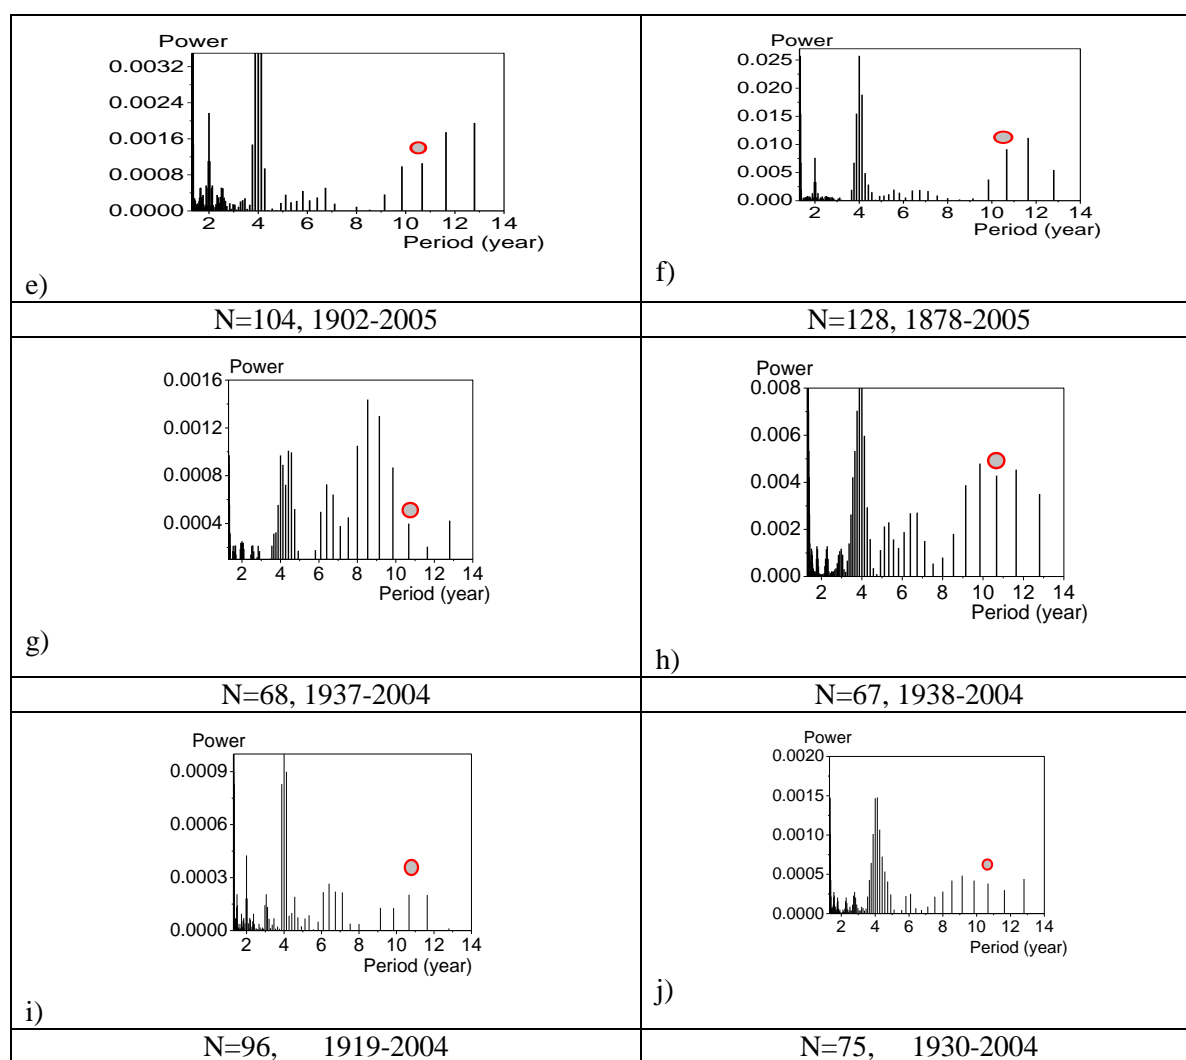 Power
0.0032
0.0024
0.0016
0.0008
0.0000
2 4 6 8 10 12 14
Period (year)
e)
Power
0.025
0.020
0.015
0.010
0.005
0.000
2 4 6 8 10 12 14
Period (year)
f)
N=104, 1902-2005
N=128, 1878-2005
Power
0.0016
0.0012
0.0008
0.0004
2 4 6 8 10 12 14
Period (year)
g)
Power
0.008
0.006
0.004
0.002
0.000
2 4 6 8 10 12 14
Period (year)
h)
N=68, 1937-2004
N=67, 1938-2004
Power
0.0009
0.0006
0.0003
0.0000
2 4 6 8 10 12 14
Period (year)
i)
Power
0.0020
0.0015
0.0010
0.0005
0.0000
2 4 6 8 10 12 14
Period (year)
j)
N=96, 1919-2004
N=75, 1930-2004